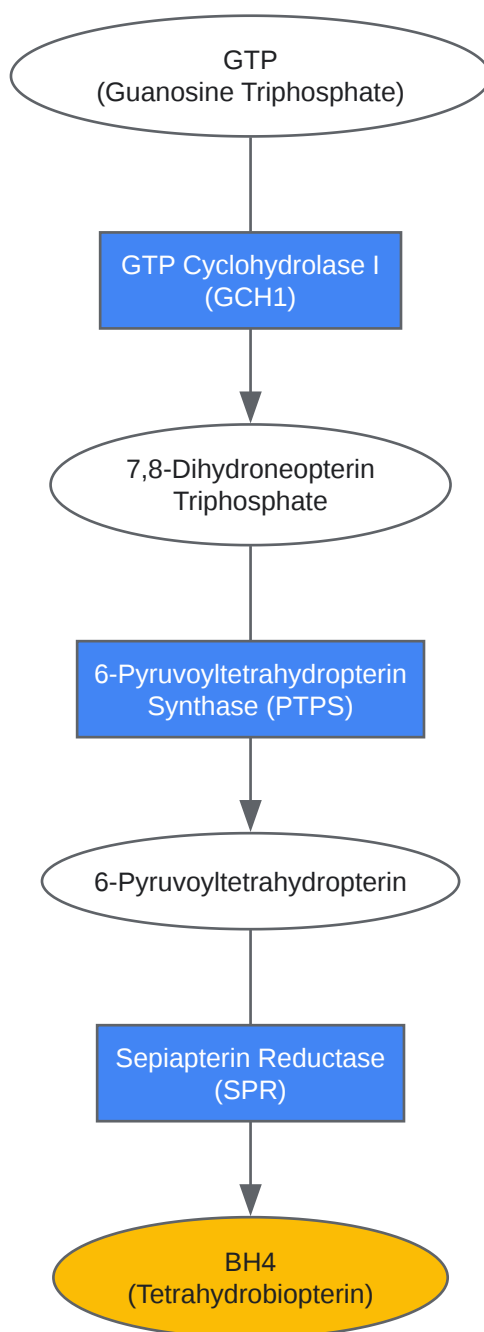 GTP
(Guanosine Triphosphate)
GTP Cyclohydrolase I
(GCH1)
7,8-Dihydroneopterin
Triphosphate
6-Pyruvoyltetrahydropterin
Synthase (PTPS)
6-Pyruvoyltetrahydropterin
Sepiapterin Reductase
(SPR)
BH4
(Tetrahydrobiopterin)